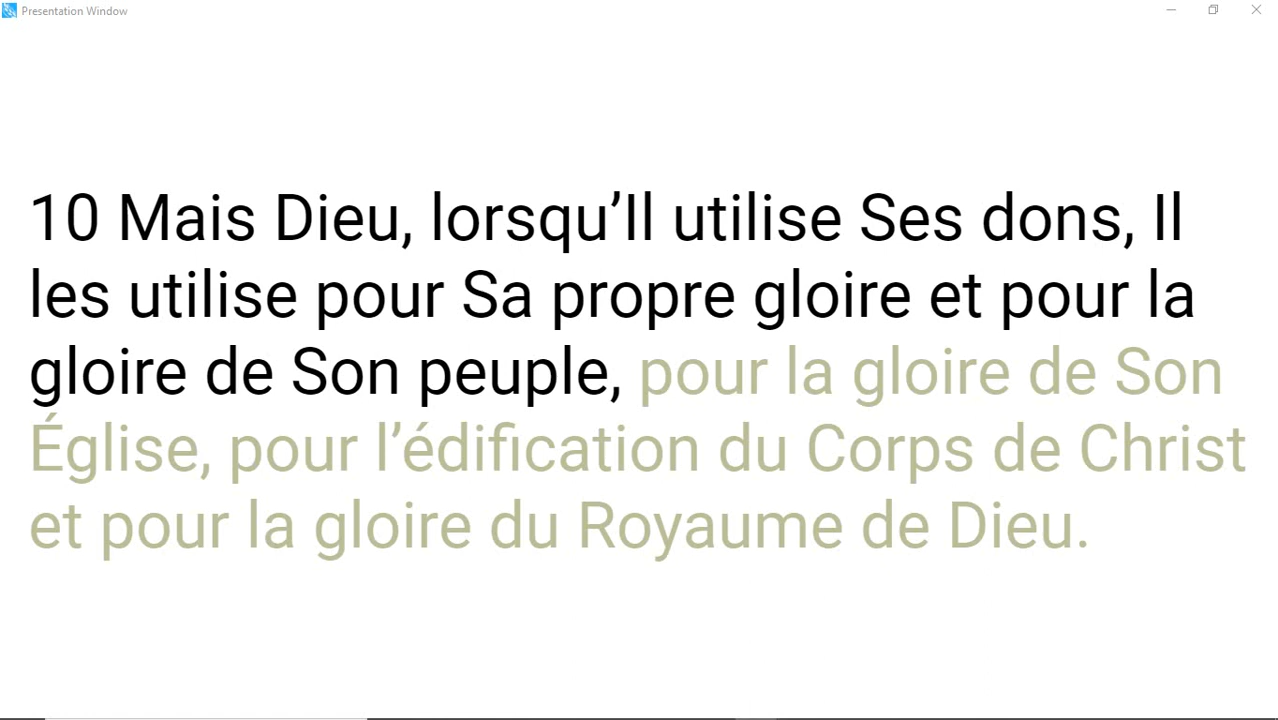 Presentation Window
10 Mais Dieu, lorsqu’Il utilise Ses dons, Il
les utilise pour Sa propre gloire et pour la
gloire de Son peuple, pour la gloire de Son
Église, pour l’édification du Corps de Christ
et pour la gloire du Royaume de Dieu.